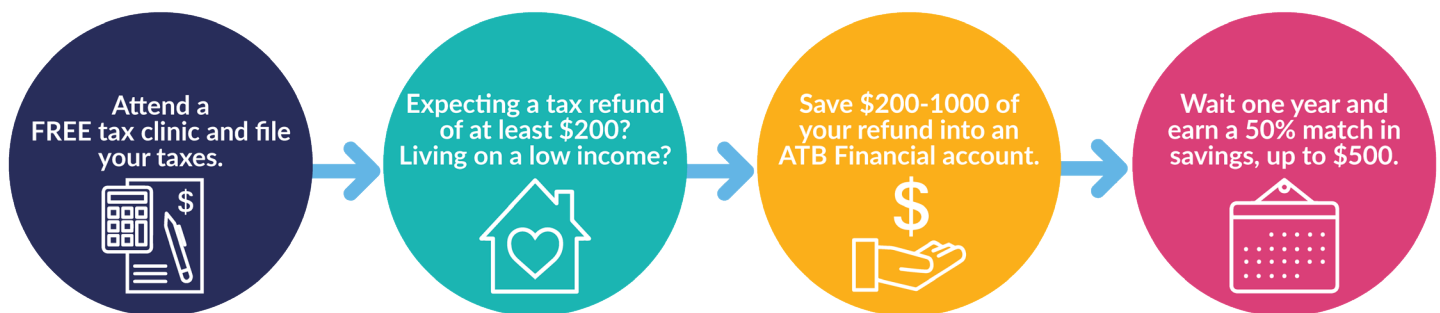 Attend a
FREE tax clinic and file
your taxes.
$
Expecting a tax refund
of at least $200?
Living on a low income?
Save $200-1000 of
your refund into an
ATB Financial account.
$
Wait one year and
earn a 50% match in
savings, up to $500.